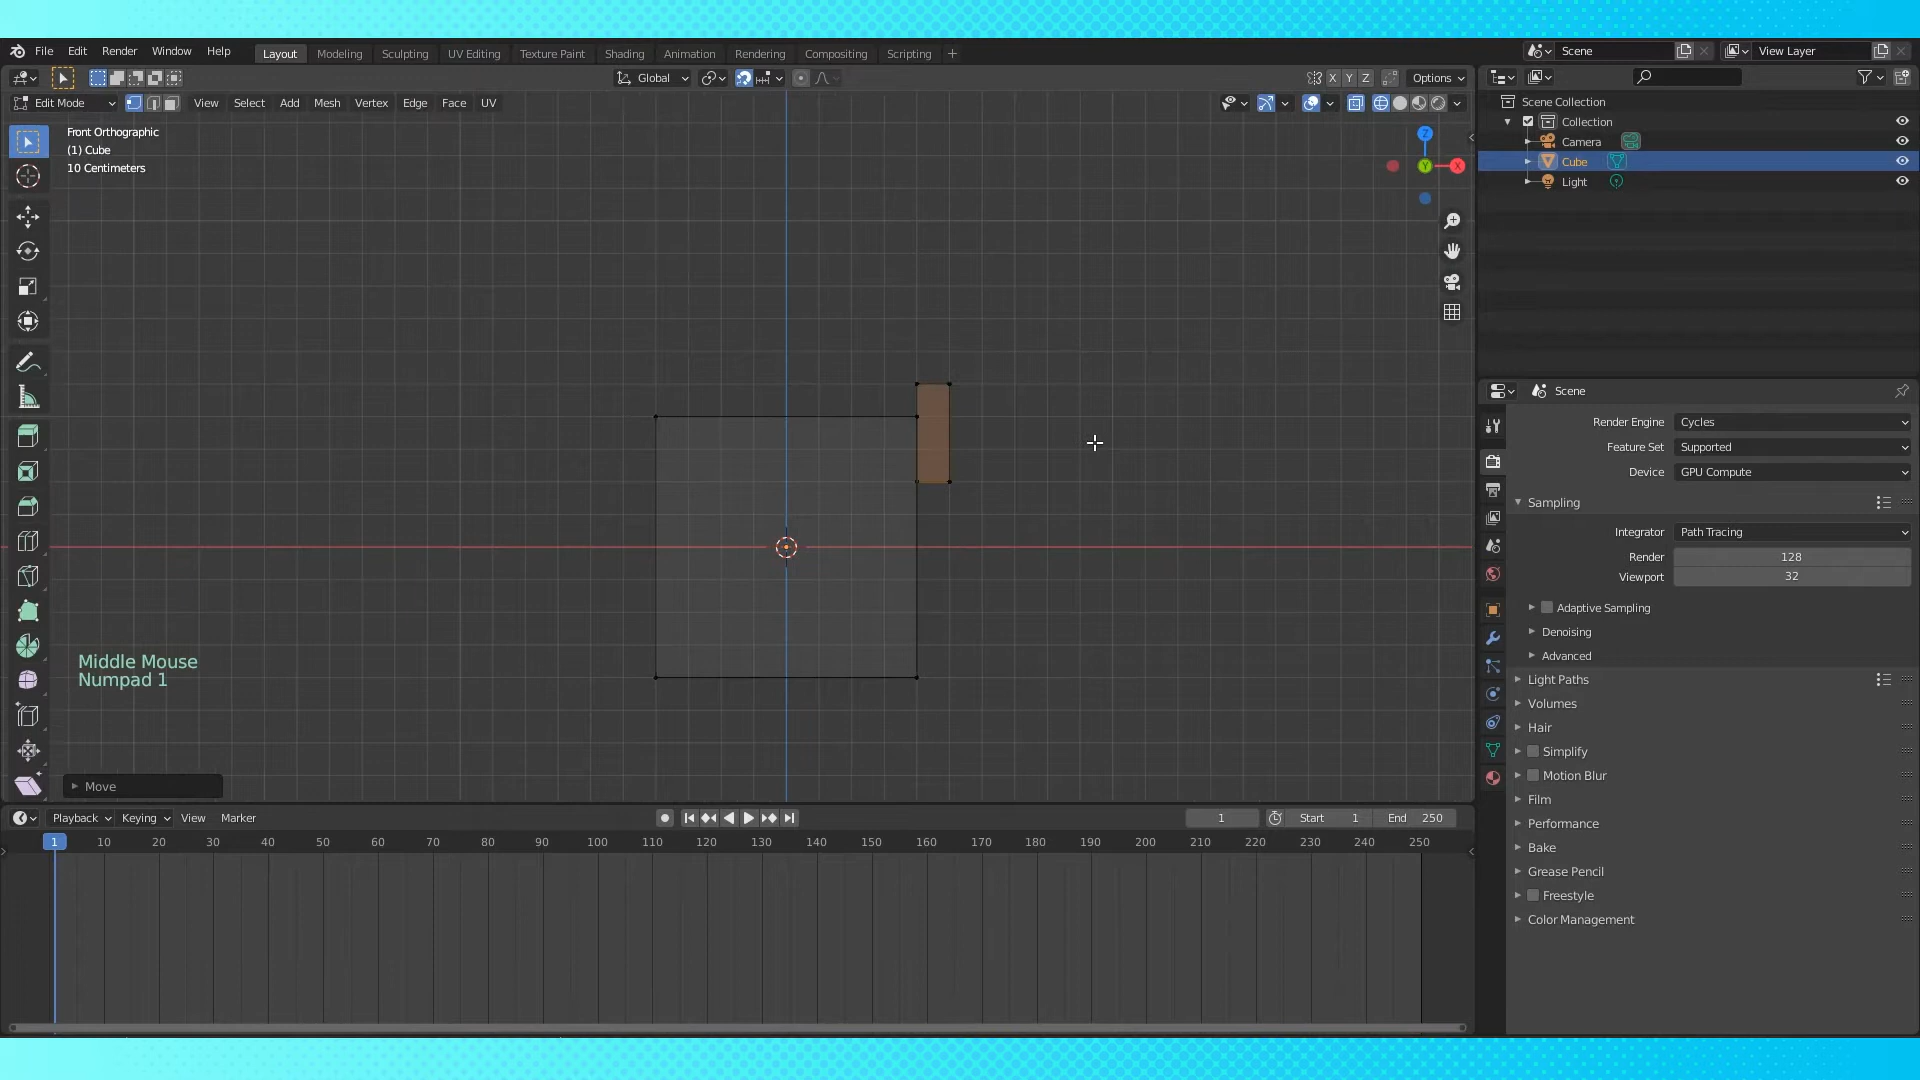 File Edit Render Window Help Layout Modeling Sculpting UV Editing Texture Paint Shading Animation Rendering Compositing Scripting + Scene View Layer
Global X Y Z Options
Edit Mode View Select Add Mesh Vertex Edge Face UV
Front Orthographic
(1) Cube
10 Centimeters
Z
Y
X
Middle Mouse
Numpad 1
Move
Scene Collection
Collection
Camera
Cube
Light
Scene
Render Engine Cycles
Feature Set Supported
Device GPU Compute
Sampling
Integrator Path Tracing
Render 128
Viewport 32
Adaptive Sampling
Denoising
Advanced
Light Paths
Volumes
Hair
Simplify
Motion Blur
Film
Performance
Bake
Grease Pencil
Freestyle
Color Management
Playback Keying View Marker 1 Start 1 End 250
1 10 20 30 40 50 60 70 80 90 100 110 120 130 140 150 160 170 180 190 200 210 220 230 240 250